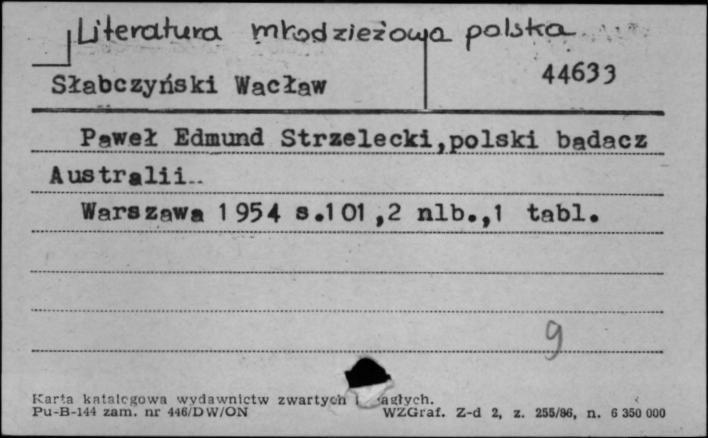 Literatura młodzieżowa polska
Słabczyński Wacław
44633
Paweł Edmund Strzelecki,polski badacz
Australii..
Warszawa 1954 s.101,2 nlb.,1 tabl.
9
Karta katalogowa wydawnictw zwartych i ciągłych.
Pu-B-144 zam. nr 446/DW/ON
WZGraf. Z-d 2, z. 255/86, n. 6 350 000